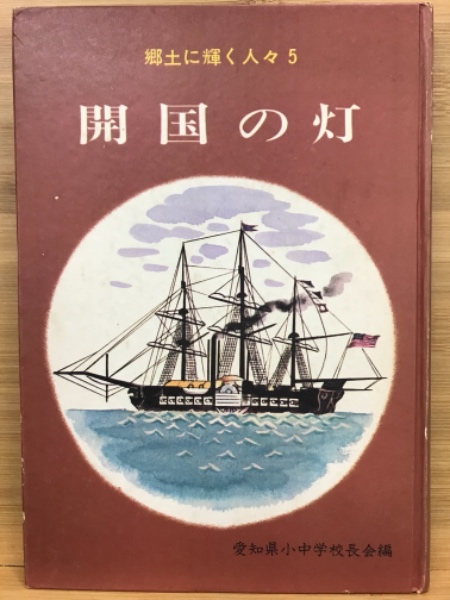 郷土に輝く人々 5
開国の灯
愛知県小中学校長会編